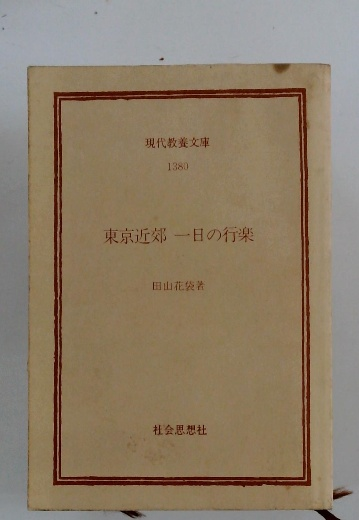 現代教養文庫
1380
東京近郊 一日の行楽
田山花袋著
社会思想社